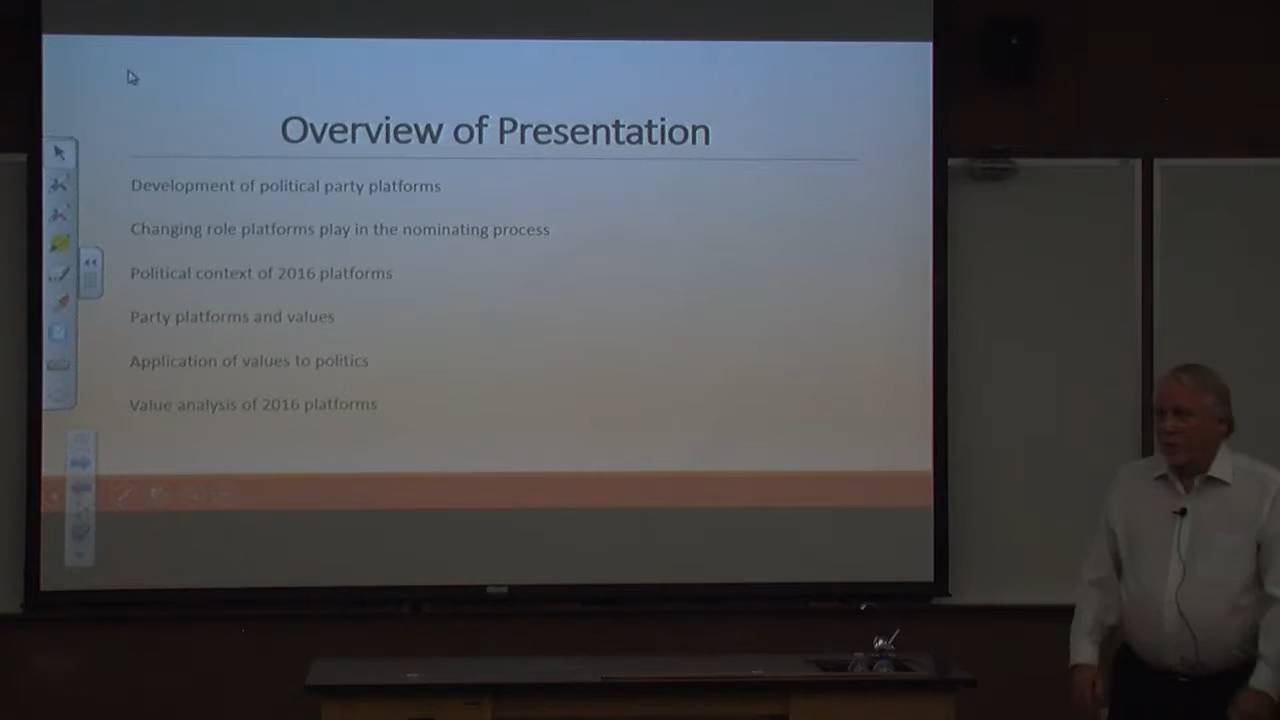 Overview of Presentation
Development of political party platforms
Changing role platforms play in the nominating process
Political context of 2016 platforms
Party platforms and values
Application of values to politics
Value analysis of 2016 platforms